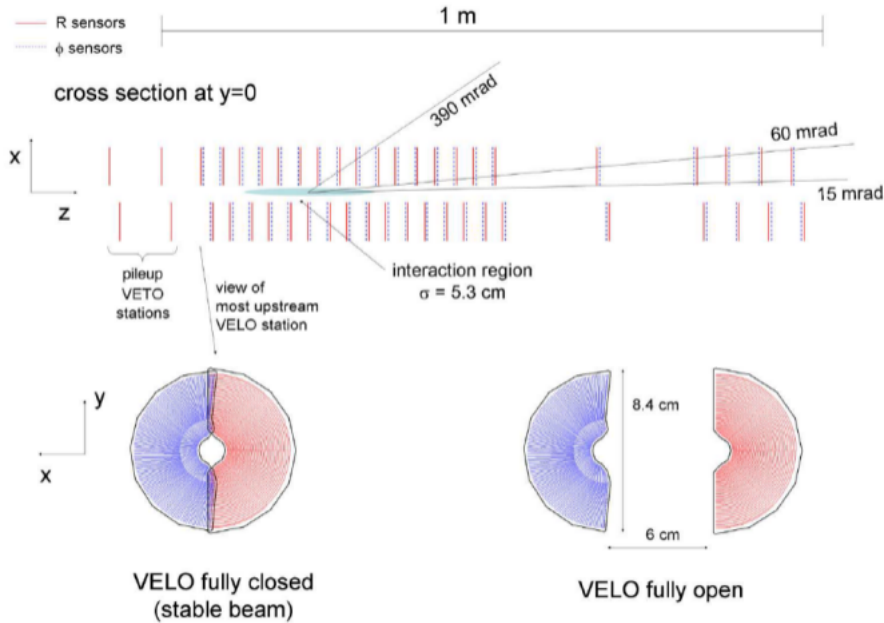 R sensors
ϕ sensors
1 m
cross section at y=0
390 mrad
60 mrad
15 mrad
x
z
pileup
VETO
stations
view of
most upstream
VELO station
interaction region
σ = 5.3 cm
y
x
8.4 cm
6 cm
VELO fully closed
(stable beam)
VELO fully open